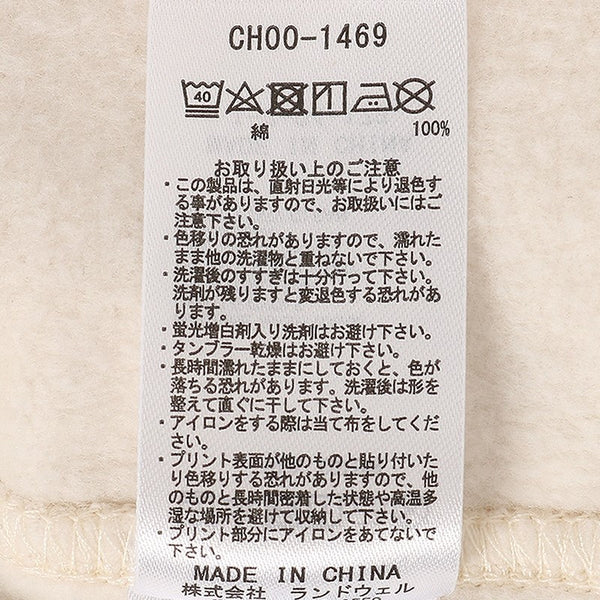 CHOO-1469
40
綿 100%
お取り扱い上のご注意
・この製品は、直射日光等により退色す
る事がありますので、お取扱いにはご
注意下さい。
・色移りの恐れがありますので、濡れた
まま他の洗濯物と重ねないで下さい。
・洗濯後のすすぎは十分行って下さい。
洗剤が残りますと変退色する恐れがあ
ります。
・蛍光増白剤入り洗剤はお避け下さい。
・タンブラー乾燥はお避け下さい。
・長時間濡れたままにしておくと、色が
落ちる恐れがあります。洗濯後は形を
整えて直ぐに干して下さい。
・アイロンをする際は当て布をしてくだ
さい。
・プリント表面が他のものと貼り付いた
り色移りする恐れがありますので、他
のものと長時間密着した状態や高温多
湿な場所を避けて収納して下さい。
・プリント部分にアイロンをあてないで
下さい。
MADE IN CHINA
株式会社 ランドウェル